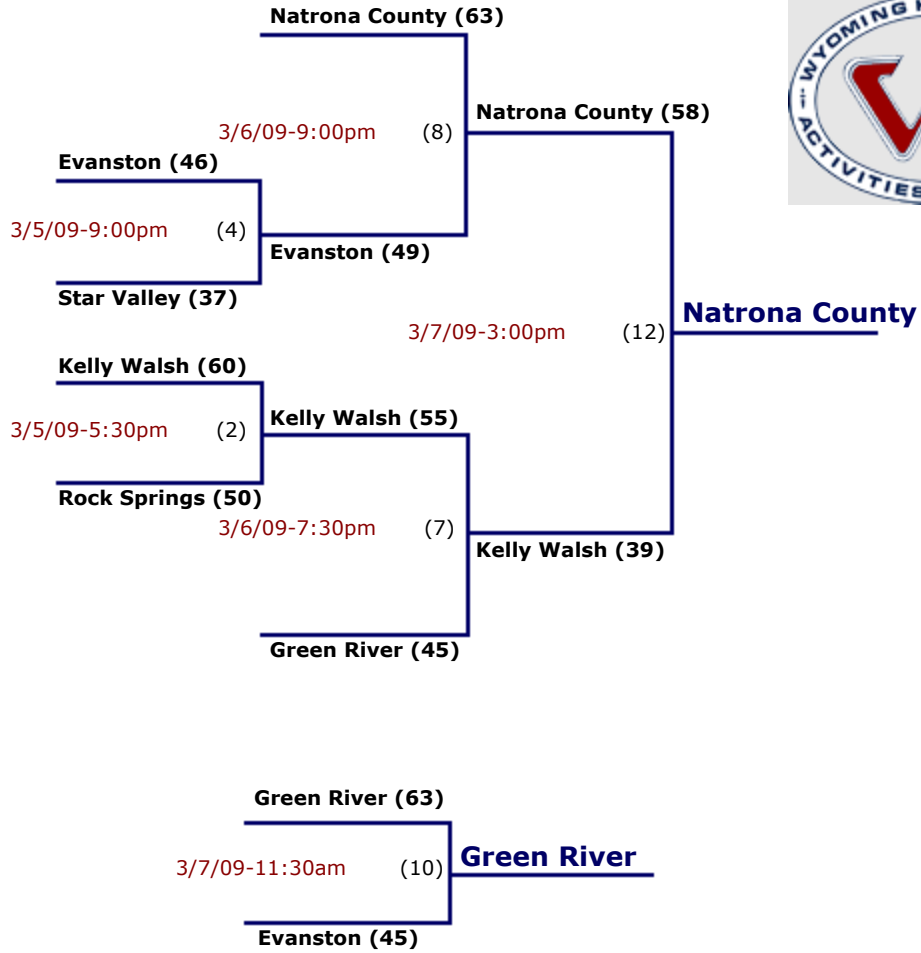 Natrona County (63)
WYOMING H
ACTIVITIES
3/6/09-9:00pm (8)
Natrona County (58)
Evanston (46)
3/5/09-9:00pm (4)
Evanston (49)
Star Valley (37)
3/7/09-3:00pm (12)
Natrona County
Kelly Walsh (60)
3/5/09-5:30pm (2)
Kelly Walsh (55)
Rock Springs (50)
3/6/09-7:30pm (7)
Kelly Walsh (39)
Green River (45)
Green River (63)
3/7/09-11:30am (10)
Green River
Evanston (45)